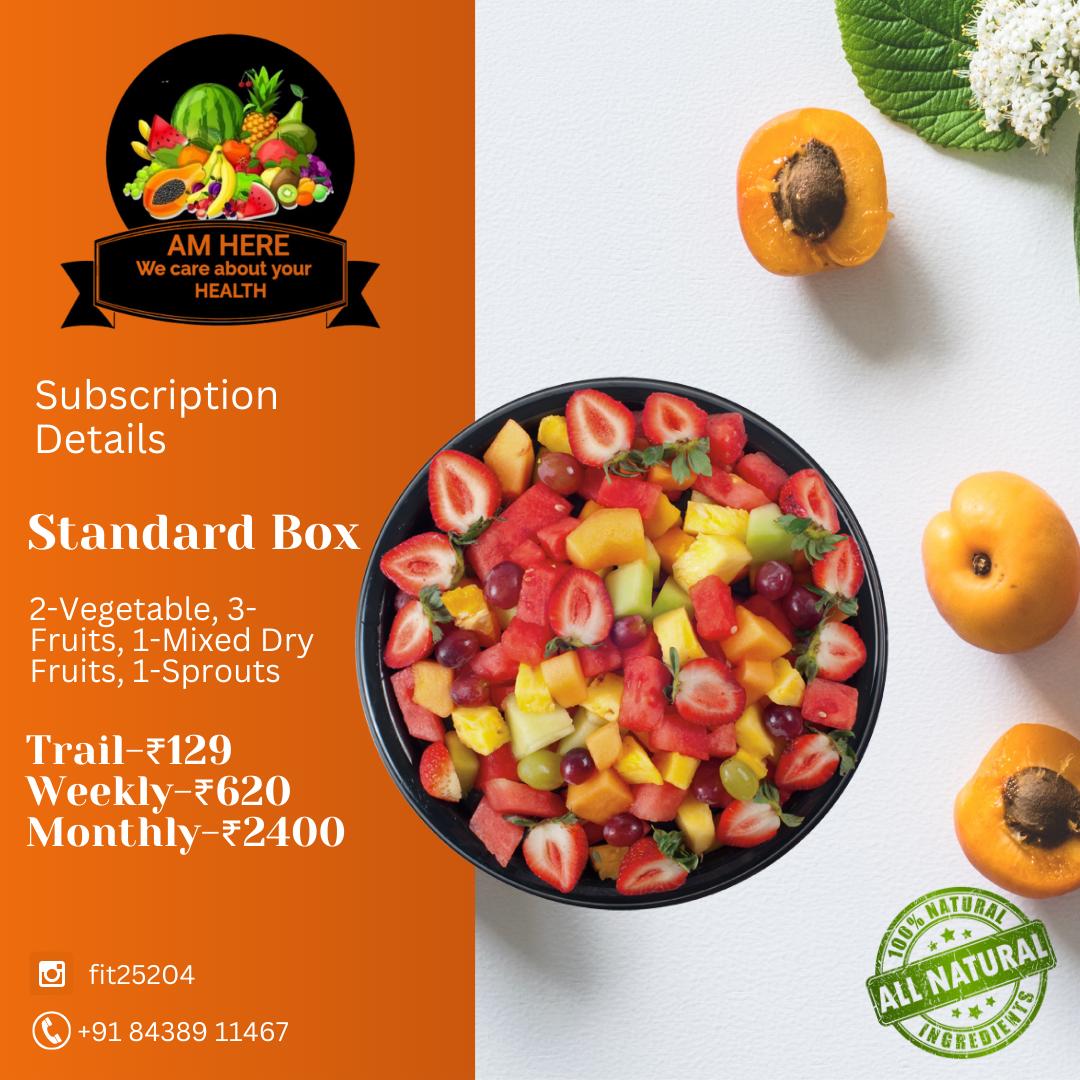 AM HERE
We care about your
HEALTH
Subscription
Details
Standard Box
2-Vegetable, 3-
Fruits, 1-Mixed Dry
Fruits, 1-Sprouts
Trail-₹129
Weekly-₹620
Monthly-₹2400
fit25204
+91 84389 11467
100% NATURAL
ALL NATURAL
INGREDIENTS